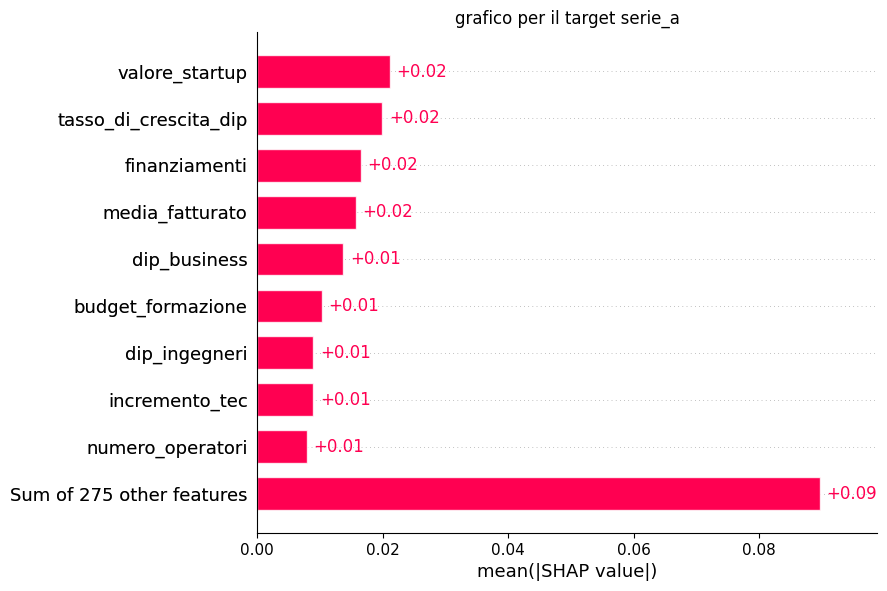 grafico per il target serie_a
valore_startup +0.02
tasso_di_crescita_dip +0.02
finanziamenti +0.02
media_fatturato +0.02
dip_business +0.01
budget_formazione +0.01
dip_ingegneri +0.01
incremento_tec +0.01
numero_operatori +0.01
Sum of 275 other features +0.09
0.00 0.02 0.04 0.06 0.08
mean(|SHAP value|)